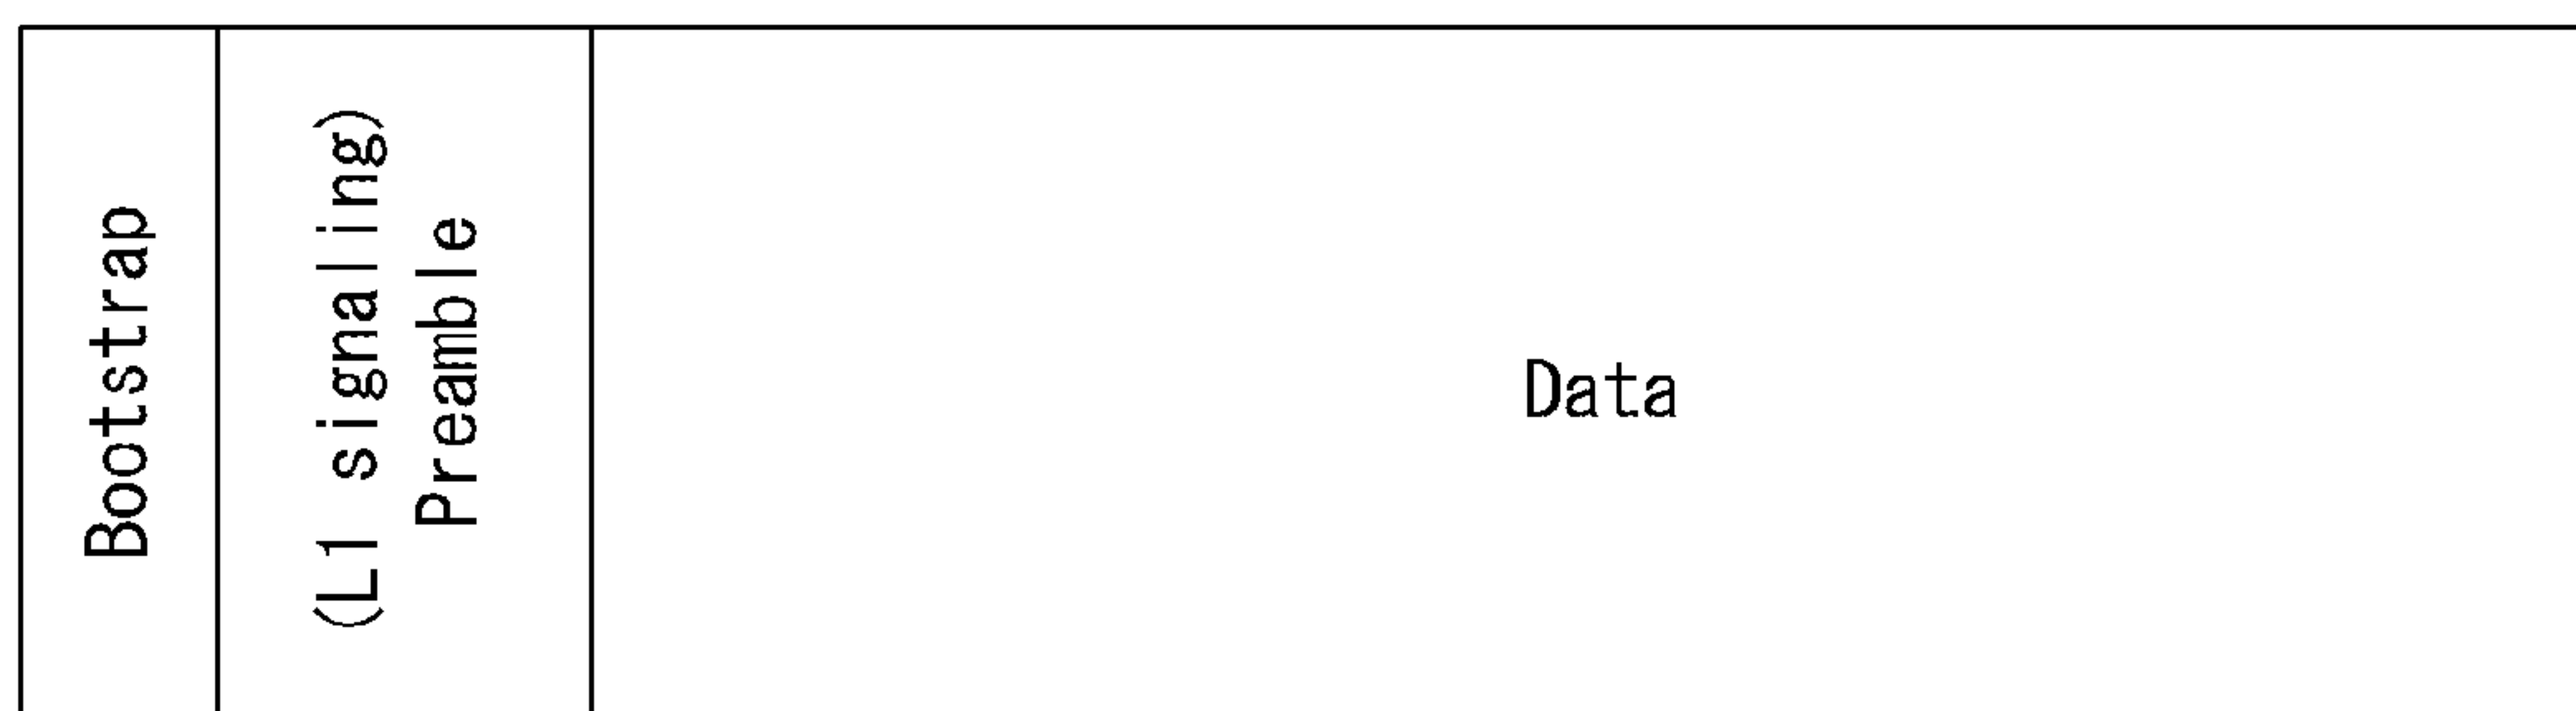 Bootstrap
(L1 signaling)
Preamble
Data